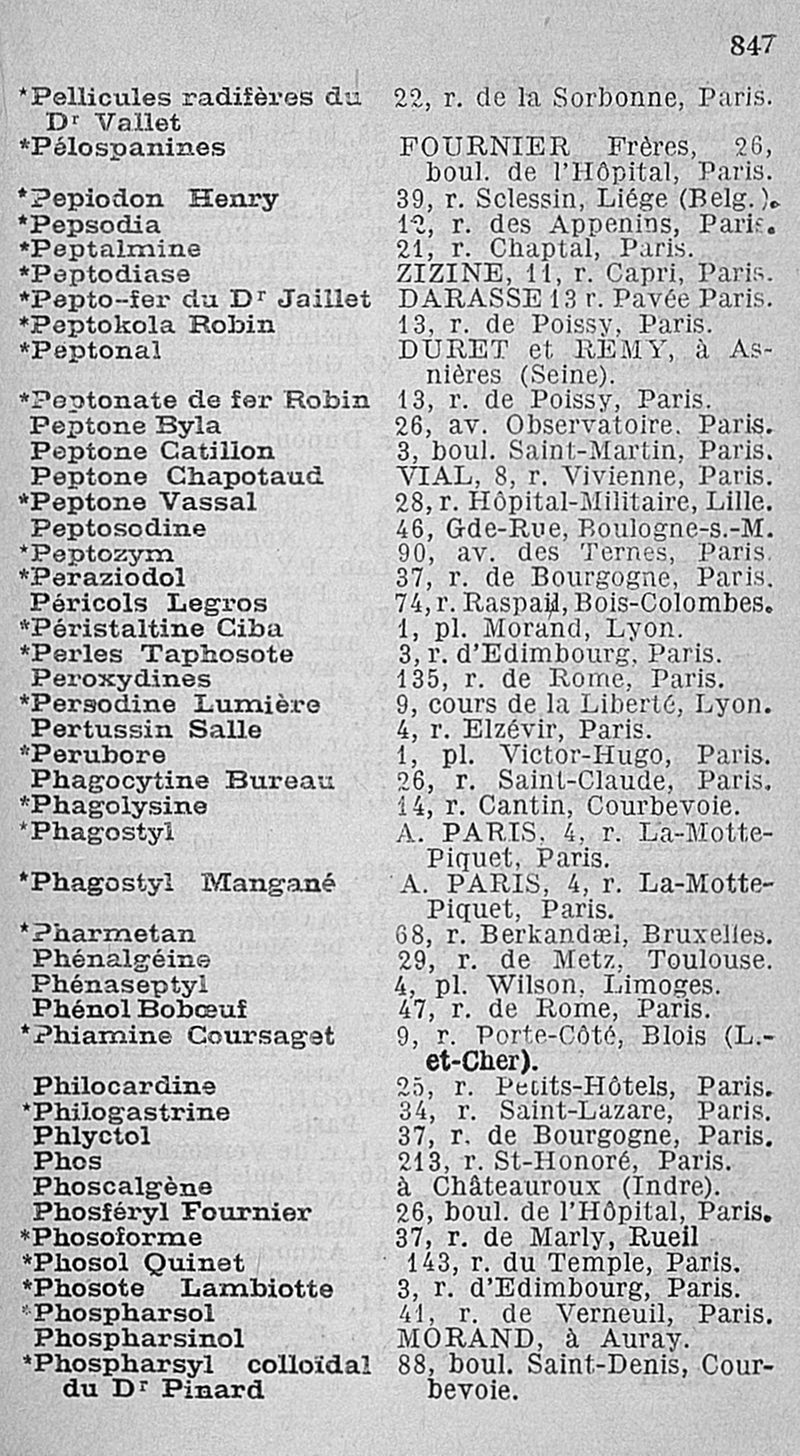 847
*Pellicules radifères du 22, r. de la Sorbonne, Paris.
Dr Vallet
*Pélospanines FOURNIER Frères, 26,
boul. de l'Hôpital, Paris.
*Pepiodon Henry 39, r. Sclessin, Liége (Belg.).
*Pepsodia 12, r. des Appenins, Paris.
*Peptalmine 21, r. Chaptal, Paris.
*Peptodiase ZIZINE, 11, r. Capri, Paris.
*Pepto-fer du Dr Jaillet DARASSE 13 r. Pavée Paris.
*Peptokola Robin 13, r. de Poissy, Paris.
*Peptonal DURET et REMY, à As-
nières (Seine).
*Peptonate de fer Robin 13, r. de Poissy, Paris.
Peptone Byla 26, av. Observatoire. Paris.
Peptone Catillon 3, boul. Saint-Martin, Paris.
Peptone Chapotaud VIAL, 8, r. Vivienne, Paris.
*Peptone Vassal 28, r. Hôpital-Militaire, Lille.
Peptosodine 46, Gde-Rue, Boulogne-s.-M.
*Peptozym 90, av. des Ternes, Paris.
*Peraziodol 37, r. de Bourgogne, Paris.
Péricols Legros 74, r. Raspail, Bois-Colombes.
*Péristaltine Ciba 1, pl. Morand, Lyon.
*Perles Taphosote 3, r. d'Edimbourg, Paris.
Peroxydines 135, r. de Rome, Paris.
*Persodine Lumière 9, cours de la Liberté, Lyon.
Pertussin Salle 4, r. Elzévir, Paris.
*Perubore 1, pl. Victor-Hugo, Paris.
Phagocytine Bureau 26, r. Saint-Claude, Paris.
*Phagolysine 14, r. Cantin, Courbevoie.
*Phagostyl A. PARIS, 4, r. La-Motte-
Piquet, Paris.
*Phagostyl Mangané A. PARIS, 4, r. La-Motte-
Piquet, Paris.
*Pharmetan 68, r. Berkandæl, Bruxelles.
Phénalgéine 29, r. de Metz, Toulouse.
Phénaseptyl 4, pl. Wilson, Limoges.
Phénol Bobœuf 47, r. de Rome, Paris.
*Phiamine Coursaget 9, r. Porte-Côté, Blois (L.-
et-Cher).
Philocardine 25, r. Petits-Hôtels, Paris.
*Philogastrine 34, r. Saint-Lazare, Paris.
Phlyctol 37, r. de Bourgogne, Paris.
Phos 213, r. St-Honoré, Paris.
Phoscalgène à Châteauroux (Indre).
Phosféryl Fournier 26, boul. de l'Hôpital, Paris.
*Phosoforme 37, r. de Marly, Rueil
*Phosol Quinet 143, r. du Temple, Paris.
*Phosote Lambiotte 3, r. d'Edimbourg, Paris.
*Phospharsol 41, r. de Verneuil, Paris.
Phospharsinol MORAND, à Auray.
*Phospharsyl colloïdal 88, boul. Saint-Denis, Cour-
du Dr Pinard bevoie.